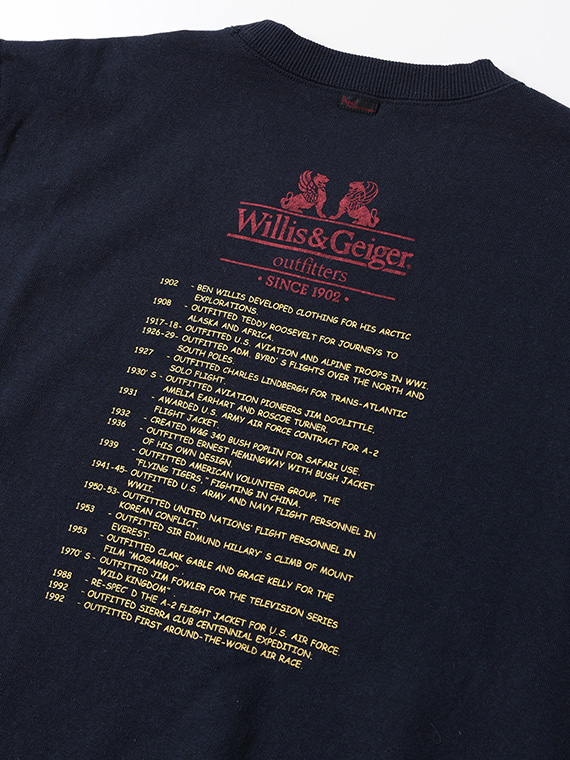 Willis & Geiger®
outfitters
• SINCE 1902 •
1902 - BEN WILLIS DEVELOPED CLOTHING FOR HIS ARCTIC
EXPLORATIONS.
1908 - OUTFITTED TEDDY ROOSEVELT FOR JOURNEYS TO
ALASKA AND AFRICA.
1917-18- OUTFITTED U.S. AVIATION AND ALPINE TROOPS IN WWI.
1926-29- OUTFITTED ADM. BYRD'S FLIGHTS OVER THE NORTH AND
SOUTH POLES.
1927 - OUTFITTED CHARLES LINDBERGH FOR TRANS-ATLANTIC
SOLO FLIGHT.
1930'S - OUTFITTED AVIATION PIONEERS JIM DOOLITTLE,
AMELIA EARHART AND ROSCOE TURNER.
1931 - AWARDED U.S. ARMY AIR FORCE CONTRACT FOR A-2
FLIGHT JACKET.
1932 - CREATED W&G 340 BUSH POPLIN FOR SAFARI USE.
1936 - OUTFITTED ERNEST HEMINGWAY WITH BUSH JACKET
OF HIS OWN DESIGN.
1939 - OUTFITTED AMERICAN VOLUNTEER GROUP, THE
"FLYING TIGERS," FIGHTING IN CHINA.
1941-45- OUTFITTED U.S. ARMY AND NAVY FLIGHT PERSONNEL IN
WWII.
1950-53- OUTFITTED UNITED NATIONS' FLIGHT PERSONNEL IN
KOREAN CONFLICT.
1953 - OUTFITTED SIR EDMUND HILLARY'S CLIMB OF MOUNT
EVEREST.
1953 - OUTFITTED CLARK GABLE AND GRACE KELLY FOR THE
FILM "MOGAMBO"
1970'S- OUTFITTED JIM FOWLER FOR THE TELEVISION SERIES
"WILD KINGDOM".
1988 - RE-SPEC'D THE A-2 FLIGHT JACKET FOR U.S. AIR FORCE.
1992 - OUTFITTED SIERRA CLUB CENTENNIAL EXPEDITION.
1992 - OUTFITTED FIRST AROUND-THE-WORLD AIR RACE.